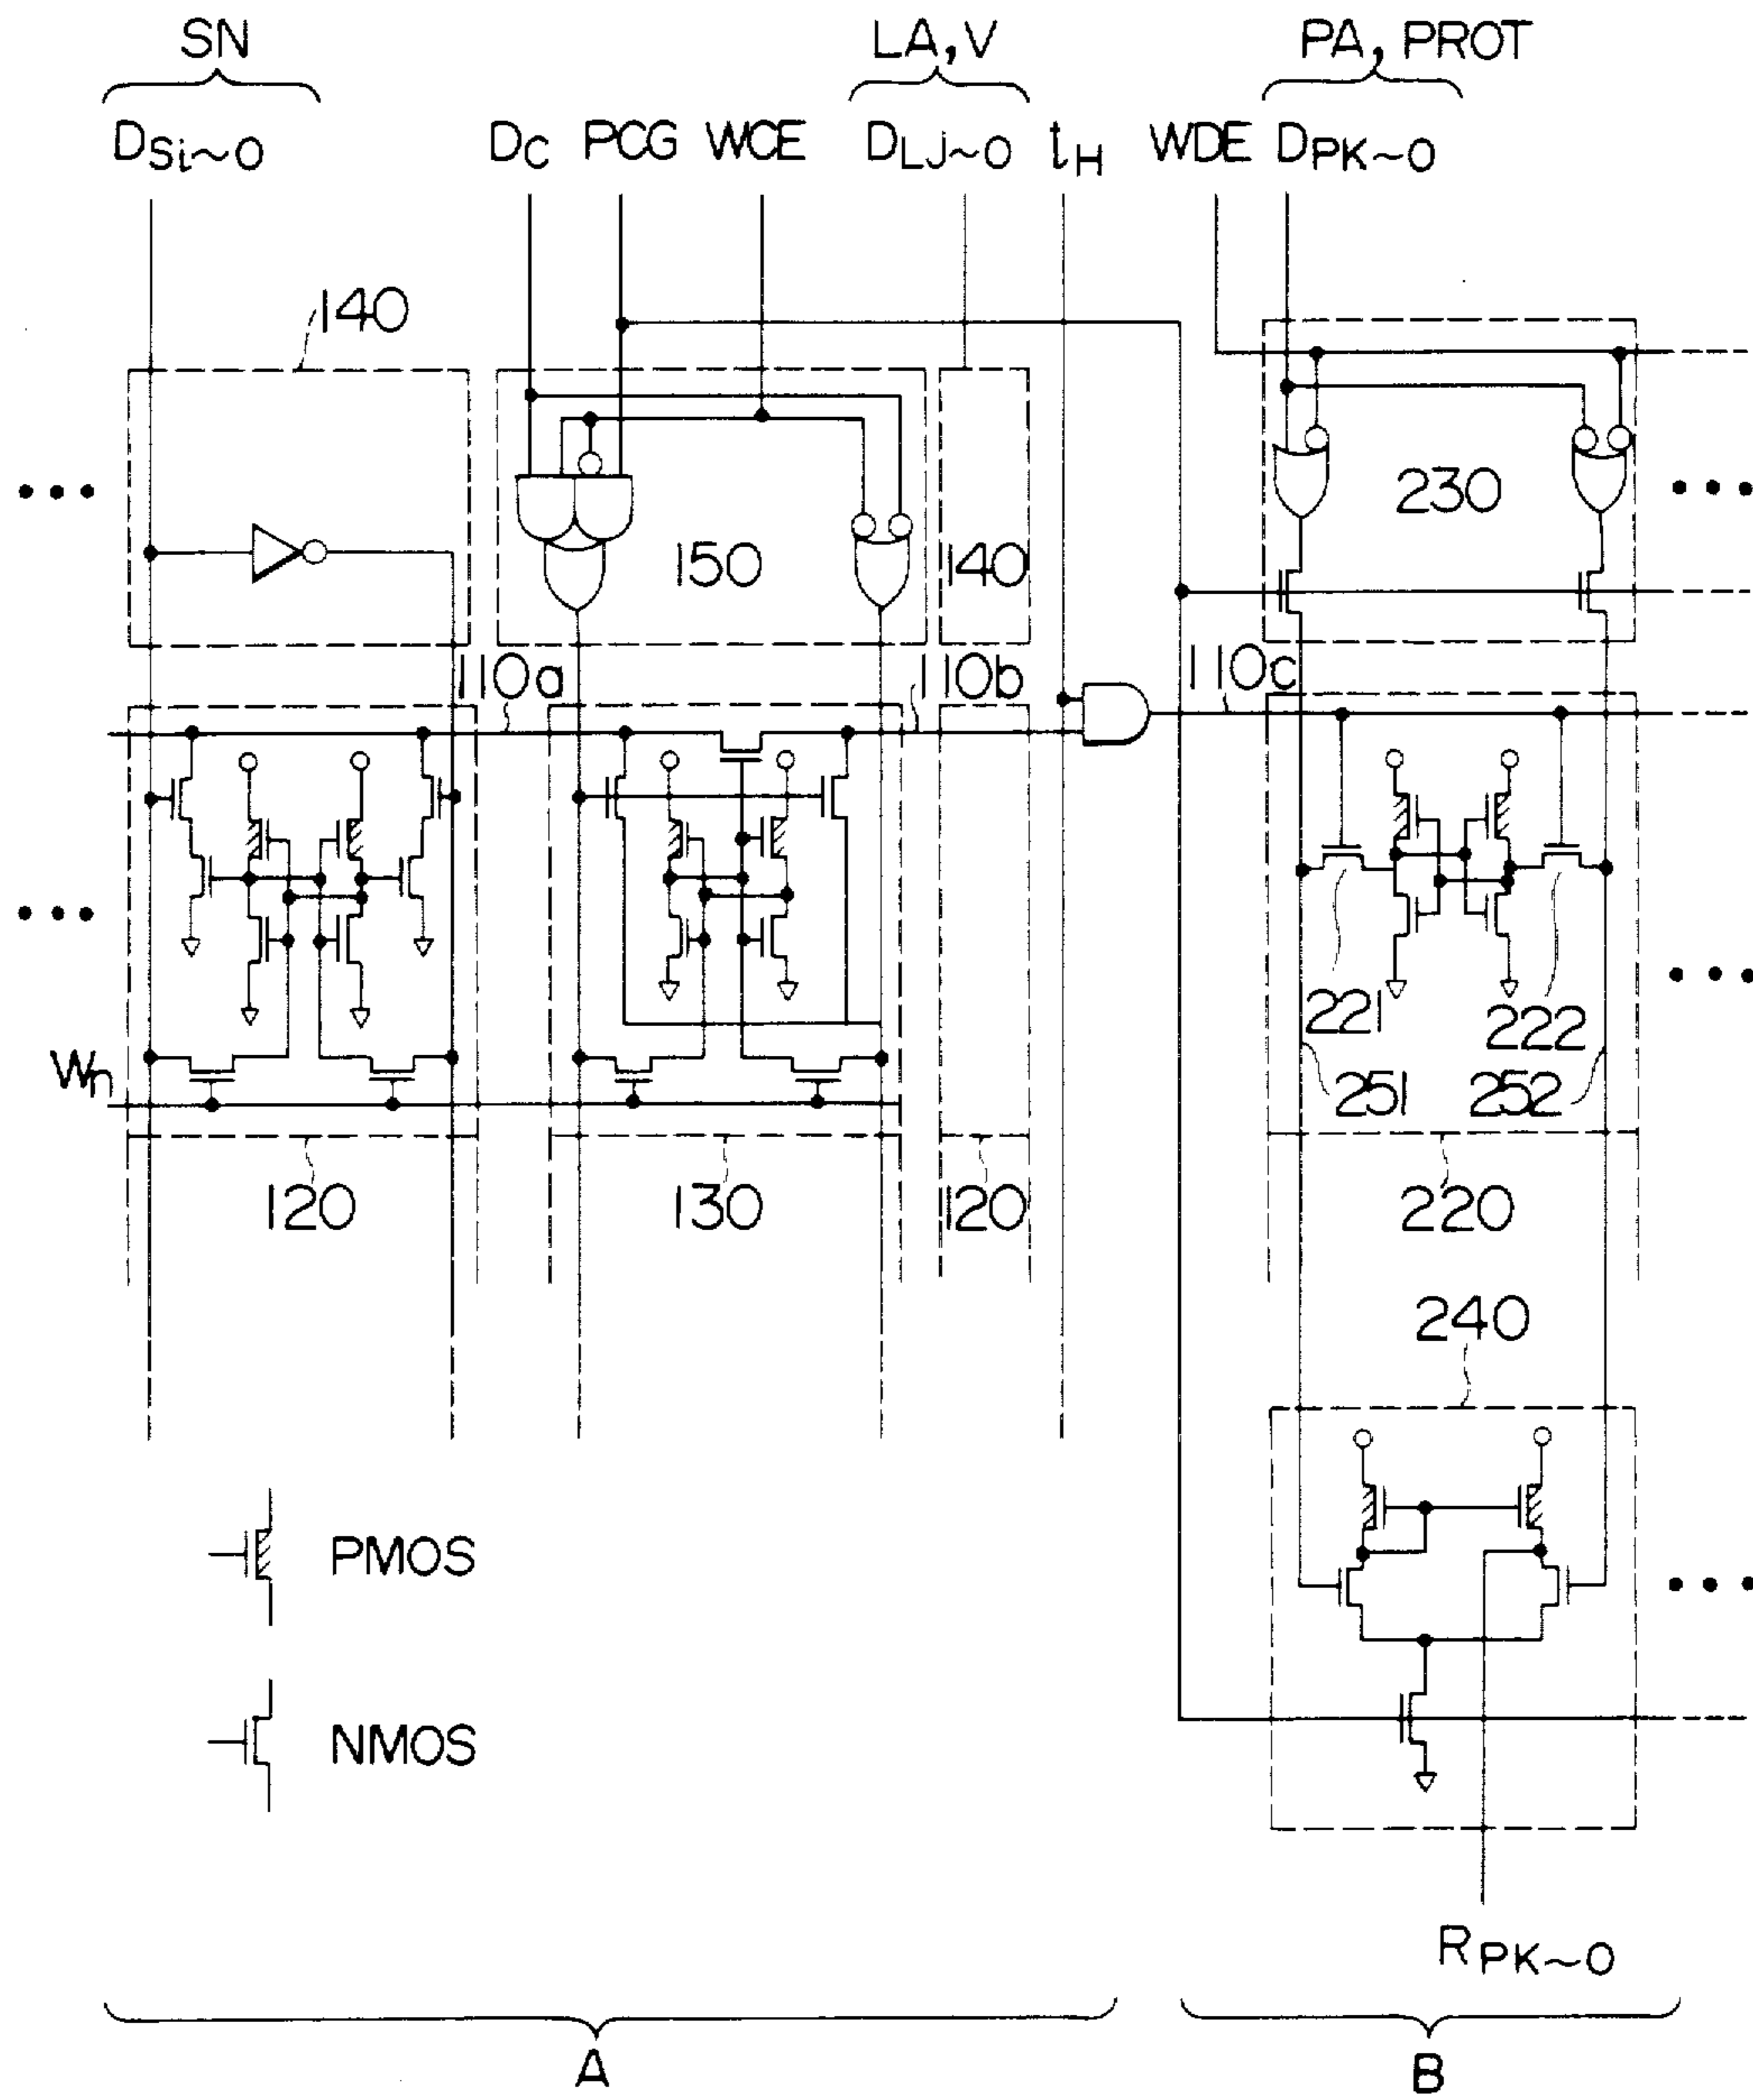 SN LA, V PA, PROT
DSi~0 DC PCG WCE DLJ~0 tH WDE DPK~0
140
230
150 140
110a 110b 110c
221 222
Wn
251 252
120 130 120 220
240
PMOS
NMOS
RPK~0
A B